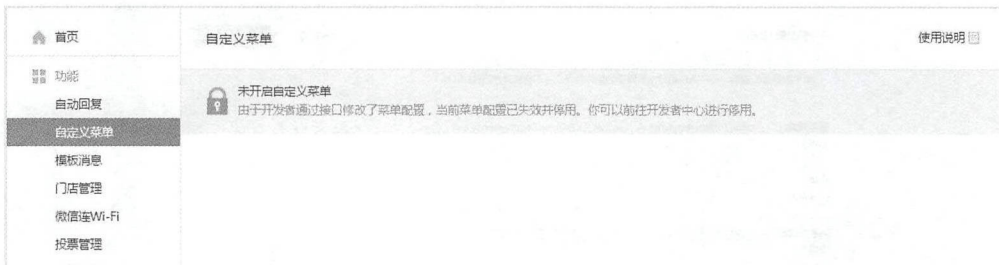 首页
功能
自动回复
自定义菜单
模板消息
门店管理
微信连Wi-Fi
投票管理
自定义菜单
使用说明
未开启自定义菜单
由于开发者通过接口修改了菜单配置，当前菜单配置已失效并停用。你可以前往开发者中心进行停用。